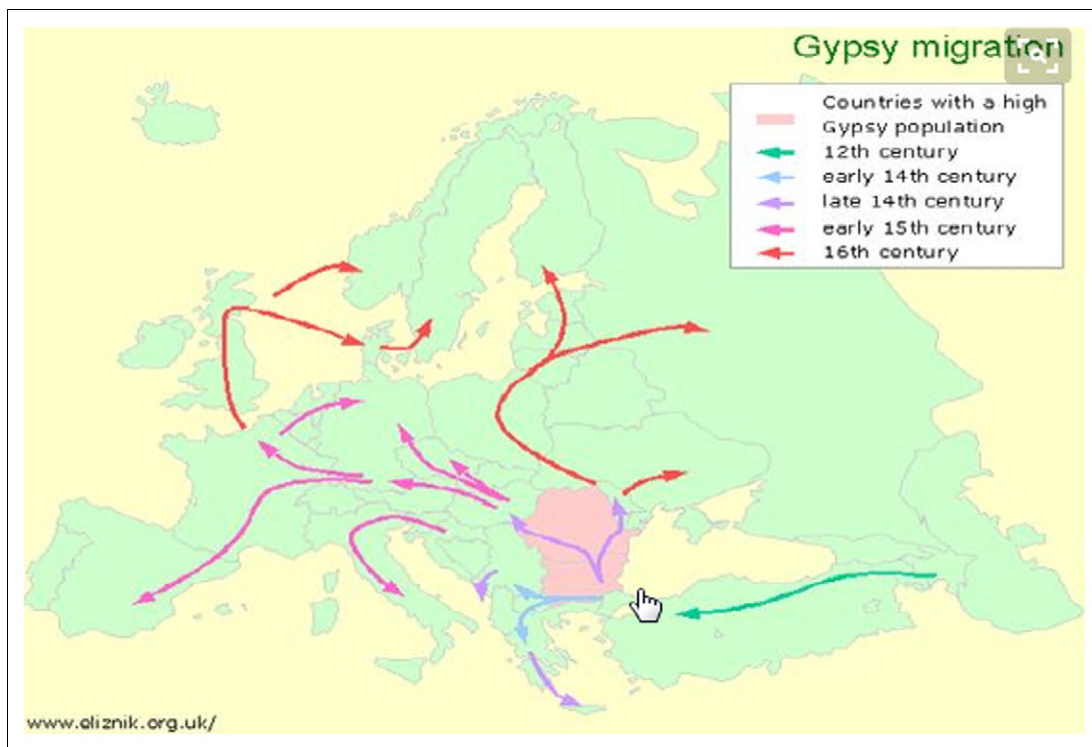 Gypsy migration
Countries with a high
Gypsy population
12th century
early 14th century
late 14th century
early 15th century
16th century
www.eliznik.org.uk/